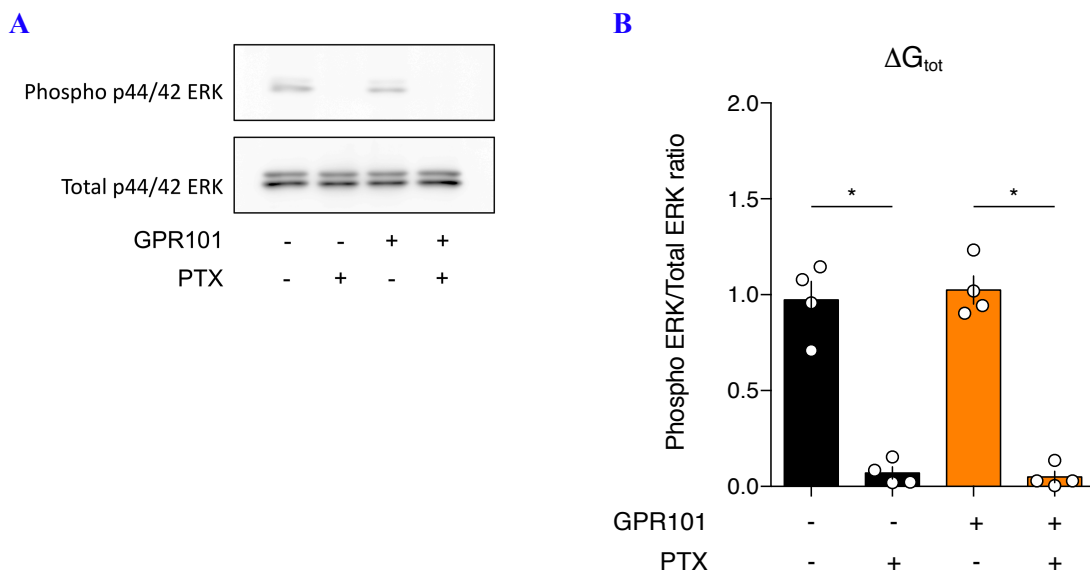 A
Phospho p44/42 ERK
Total p44/42 ERK
GPR101 - - + +
PTX - + - +
B
ΔGtot
Phospho ERK/Total ERK ratio
2.0
1.5
1.0
0.5
0.0
* *
GPR101 - - + +
PTX - + - +